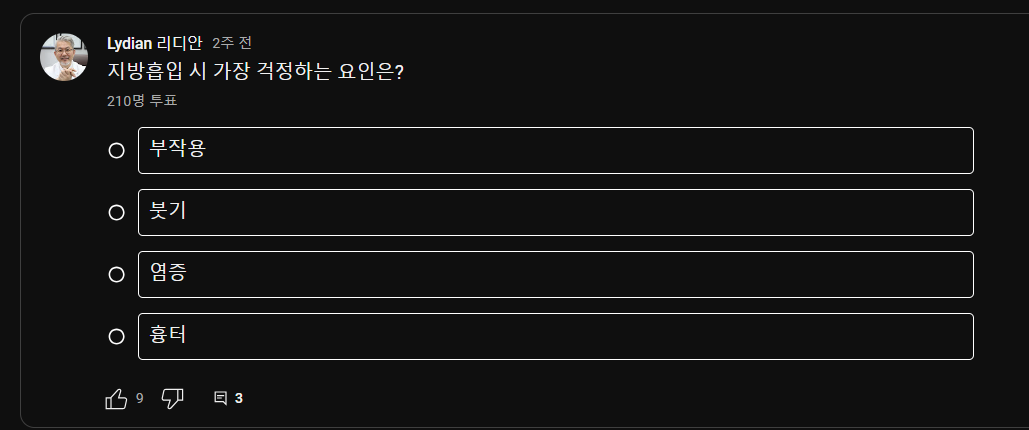 Lydian 리디안 2주 전
지방흡입 시 가장 걱정하는 요인은?
210명 투표
부작용
붓기
염증
흉터
9 3